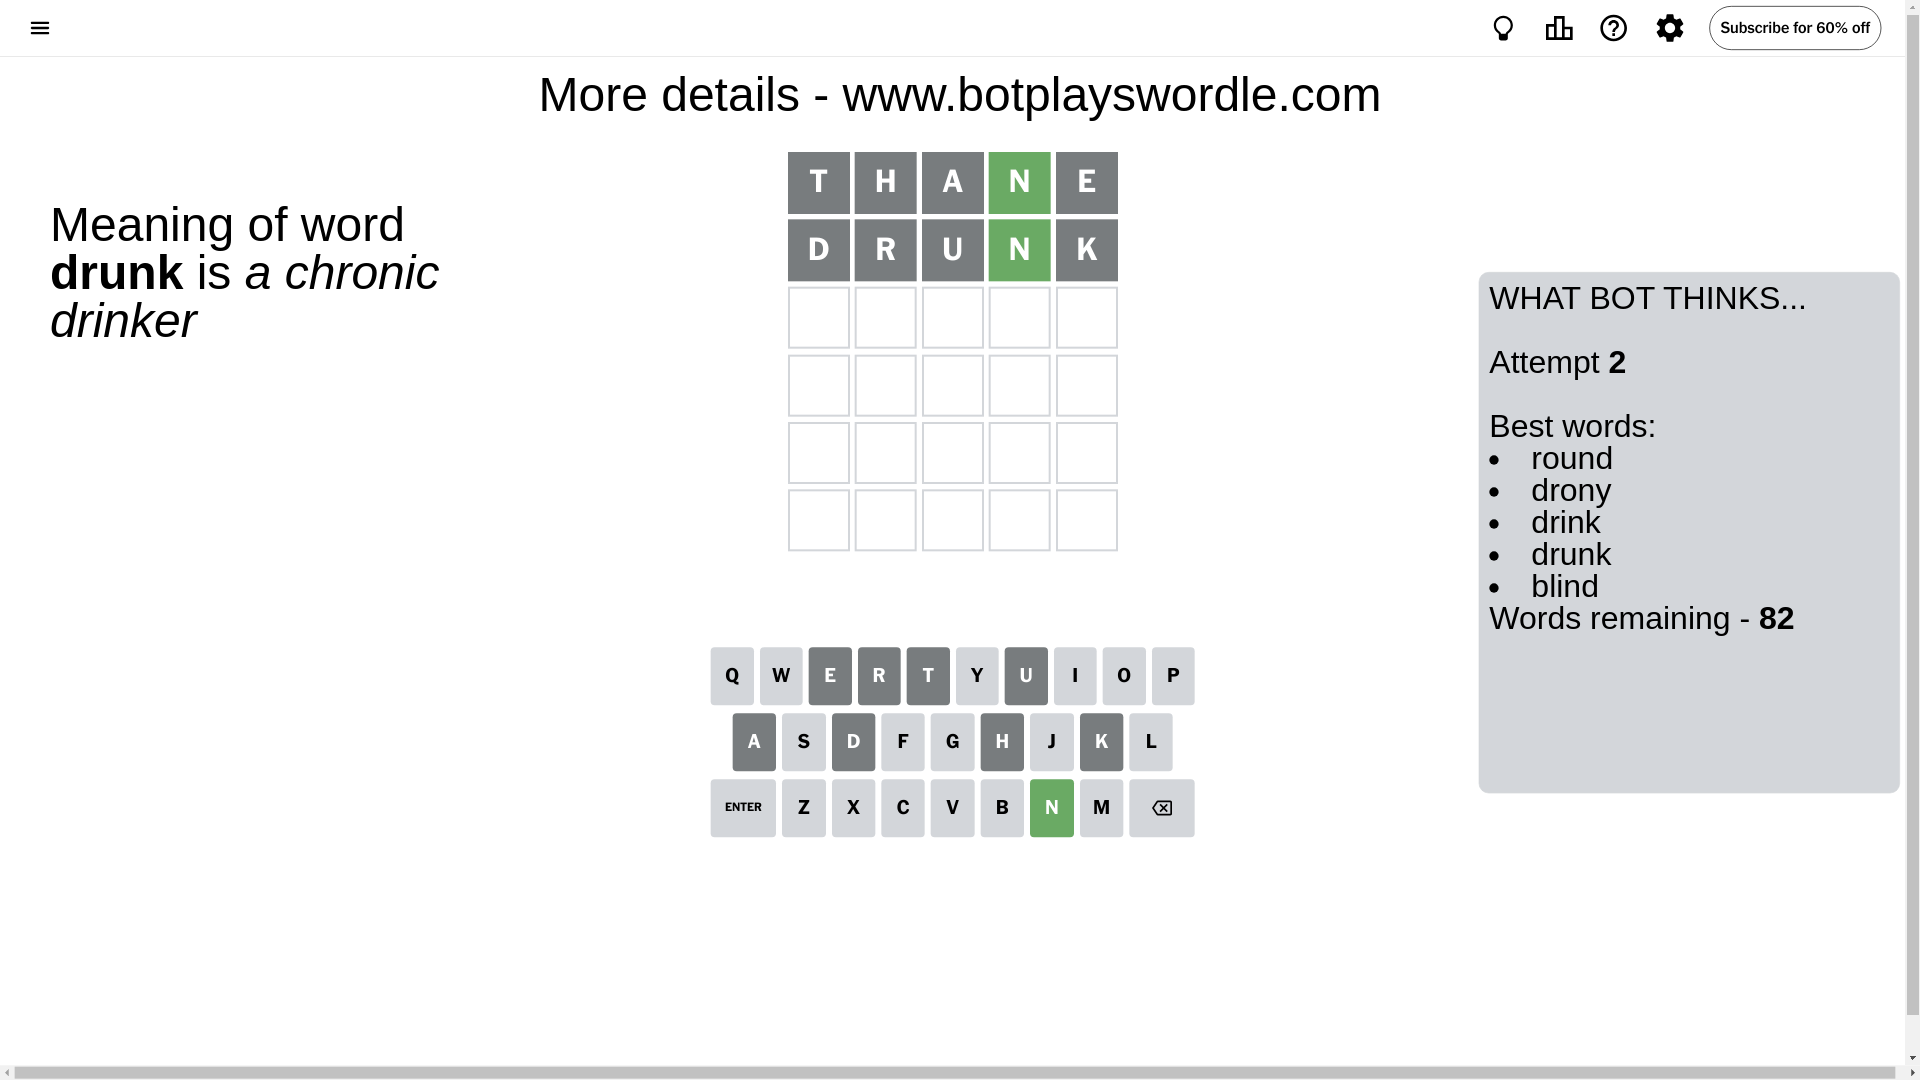 Subscribe for 60% off
More details - www.botplayswordle.com
Meaning of word
drunk is a chronic
drinker
T H A N E
D R U N K
WHAT BOT THINKS...
Attempt 2
Best words:
• round
• drony
• drink
• drunk
• blind
Words remaining - 82
Q W E R T Y U I O P
A S D F G H J K L
ENTER Z X C V B N M